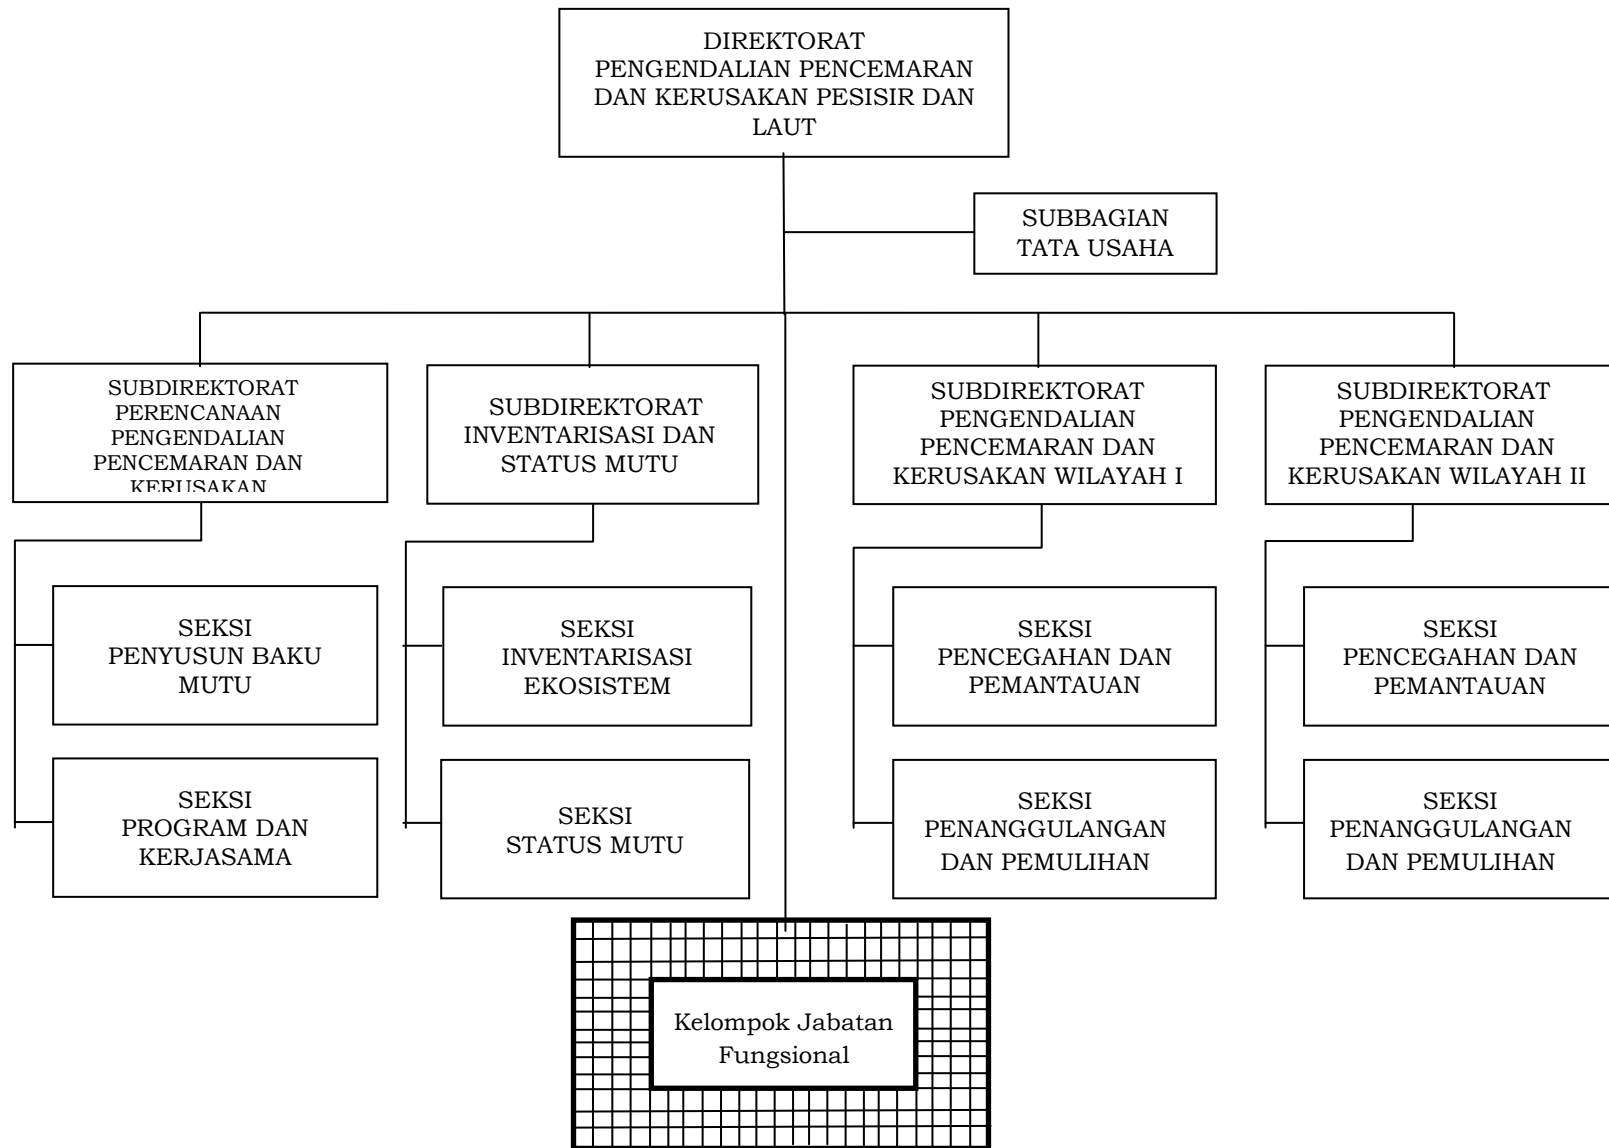 DIREKTORAT
PENGENDALIAN PENCEMARAN
DAN KERUSAKAN PESISIR DAN
LAUT
SUBBAGIAN
TATA USAHA
SUBDIREKTORAT
PERENCANAAN
PENGENDALIAN
PENCEMARAN DAN
KERUSAKAN
SUBDIREKTORAT
INVENTARISASI DAN
STATUS MUTU
SUBDIREKTORAT
PENGENDALIAN
PENCEMARAN DAN
KERUSAKAN WILAYAH I
SUBDIREKTORAT
PENGENDALIAN
PENCEMARAN DAN
KERUSAKAN WILAYAH II
SEKSI
PENYUSUN BAKU
MUTU
SEKSI
INVENTARISASI
EKOSISTEM
SEKSI
PENCEGAHAN DAN
PEMANTAUAN
SEKSI
PENCEGAHAN DAN
PEMANTAUAN
SEKSI
PROGRAM DAN
KERJASAMA
SEKSI
STATUS MUTU
SEKSI
PENANGGULANGAN
DAN PEMULIHAN
SEKSI
PENANGGULANGAN
DAN PEMULIHAN
Kelompok Jabatan
Fungsional